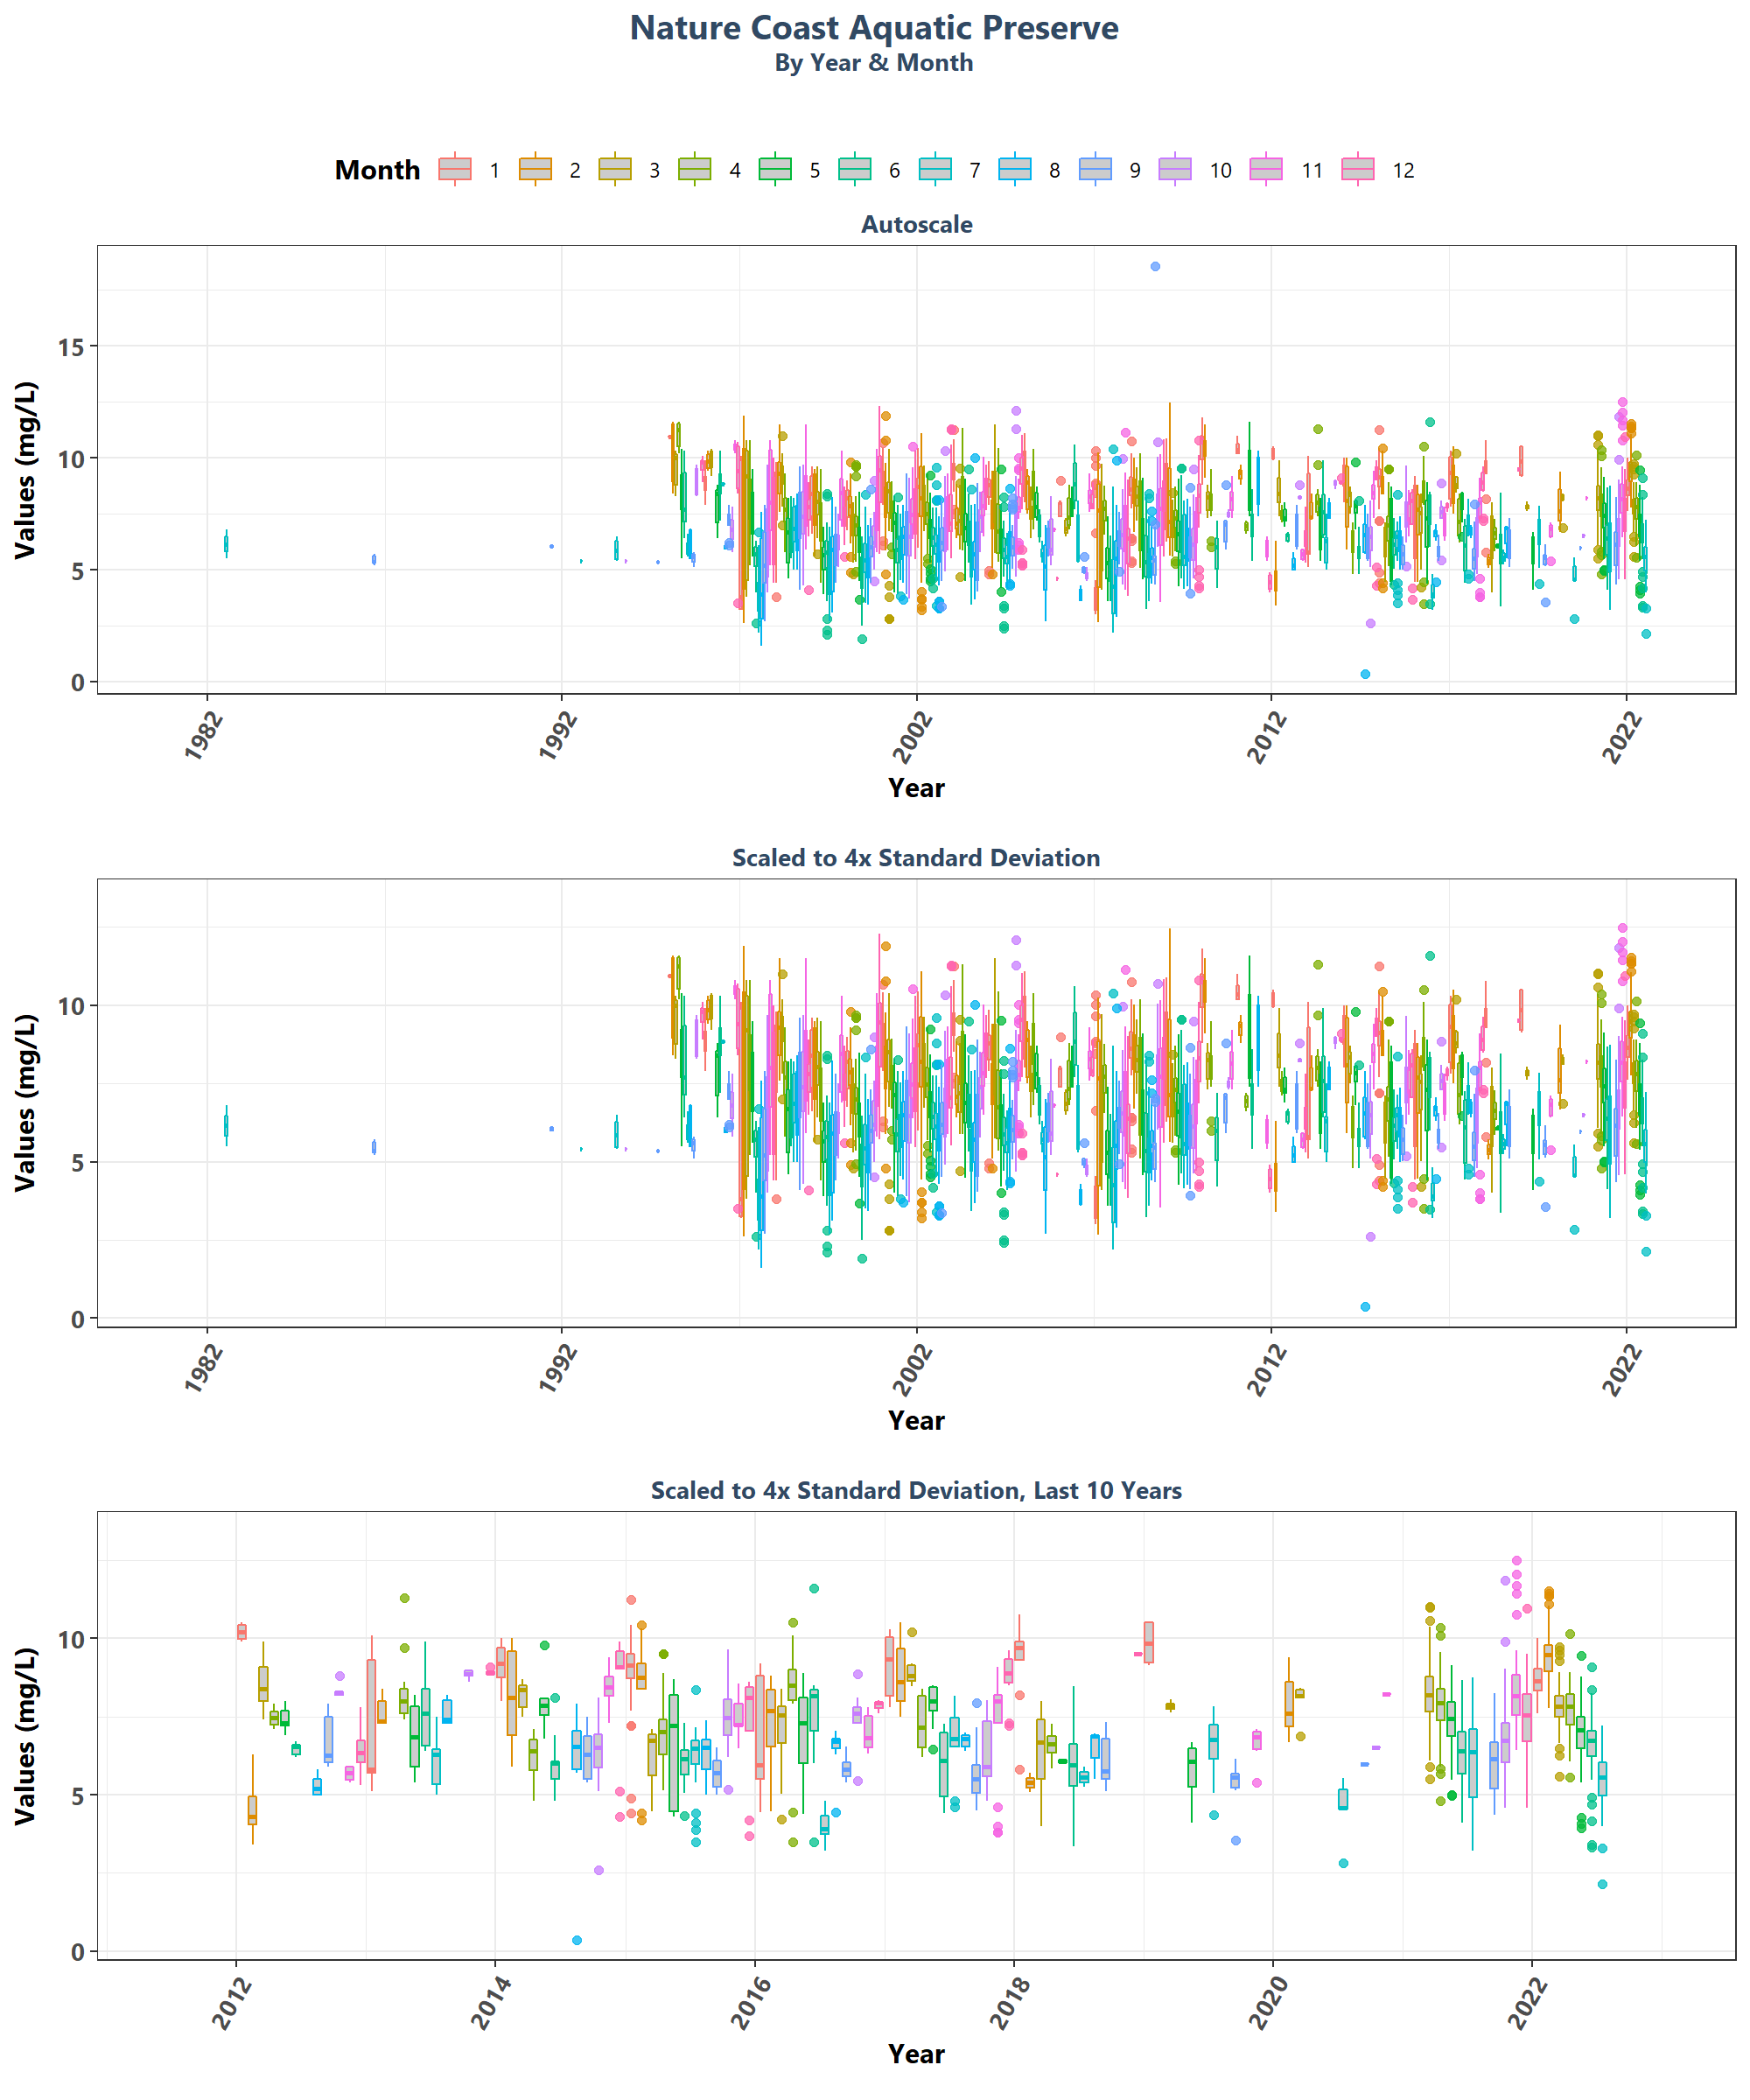 Nature Coast Aquatic Preserve
By Year & Month
Month 1 2 3 4 5 6 7 8 9 10 11 12
Autoscale
Values (mg/L)
15
10
5
0
1982 1992 2002 2012 2022
Year
Scaled to 4x Standard Deviation
Values (mg/L)
10
5
0
1982 1992 2002 2012 2022
Year
Scaled to 4x Standard Deviation, Last 10 Years
Values (mg/L)
10
5
0
2012 2014 2016 2018 2020 2022
Year